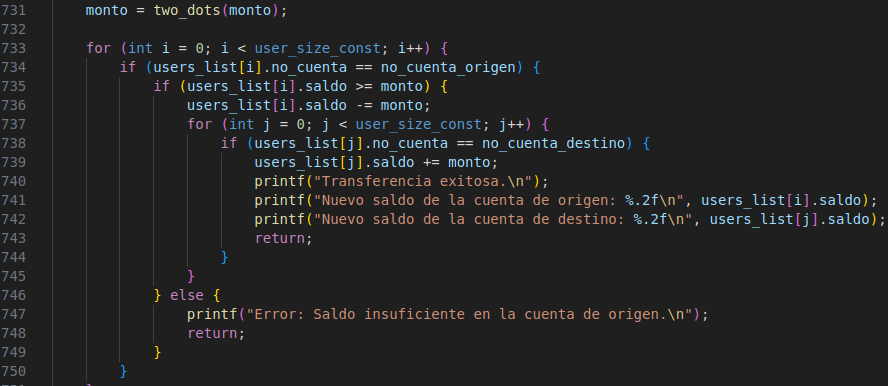 731 monto = two_dots(monto);
732
733 for (int i = 0; i < user_size_const; i++) {
734 if (users_list[i].no_cuenta == no_cuenta_origen) {
735 if (users_list[i].saldo >= monto) {
736 users_list[i].saldo -= monto;
737 for (int j = 0; j < user_size_const; j++) {
738 if (users_list[j].no_cuenta == no_cuenta_destino) {
739 users_list[j].saldo += monto;
740 printf("Transferencia exitosa.\n");
741 printf("Nuevo saldo de la cuenta de origen: %.2f\n", users_list[i].saldo);
742 printf("Nuevo saldo de la cuenta de destino: %.2f\n", users_list[j].saldo);
743 return;
744 }
745 }
746 } else {
747 printf("Error: Saldo insuficiente en la cuenta de origen.\n");
748 return;
749 }
750 }